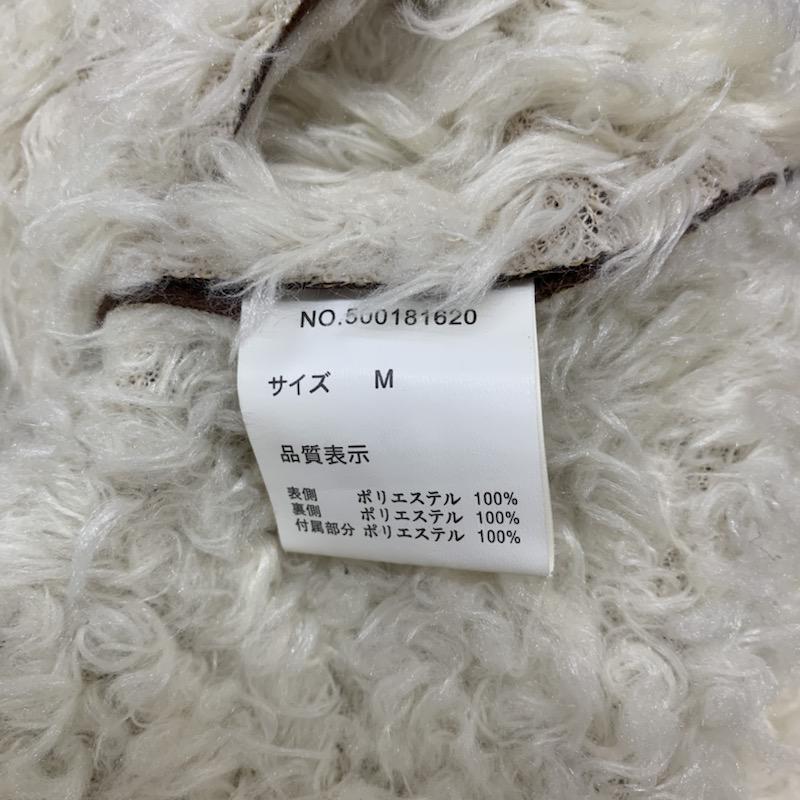 NO.500181620
サイズ M
品質表示
表側 ポリエステル 100%
裏側 ポリエステル 100%
付属部分 ポリエステル 100%